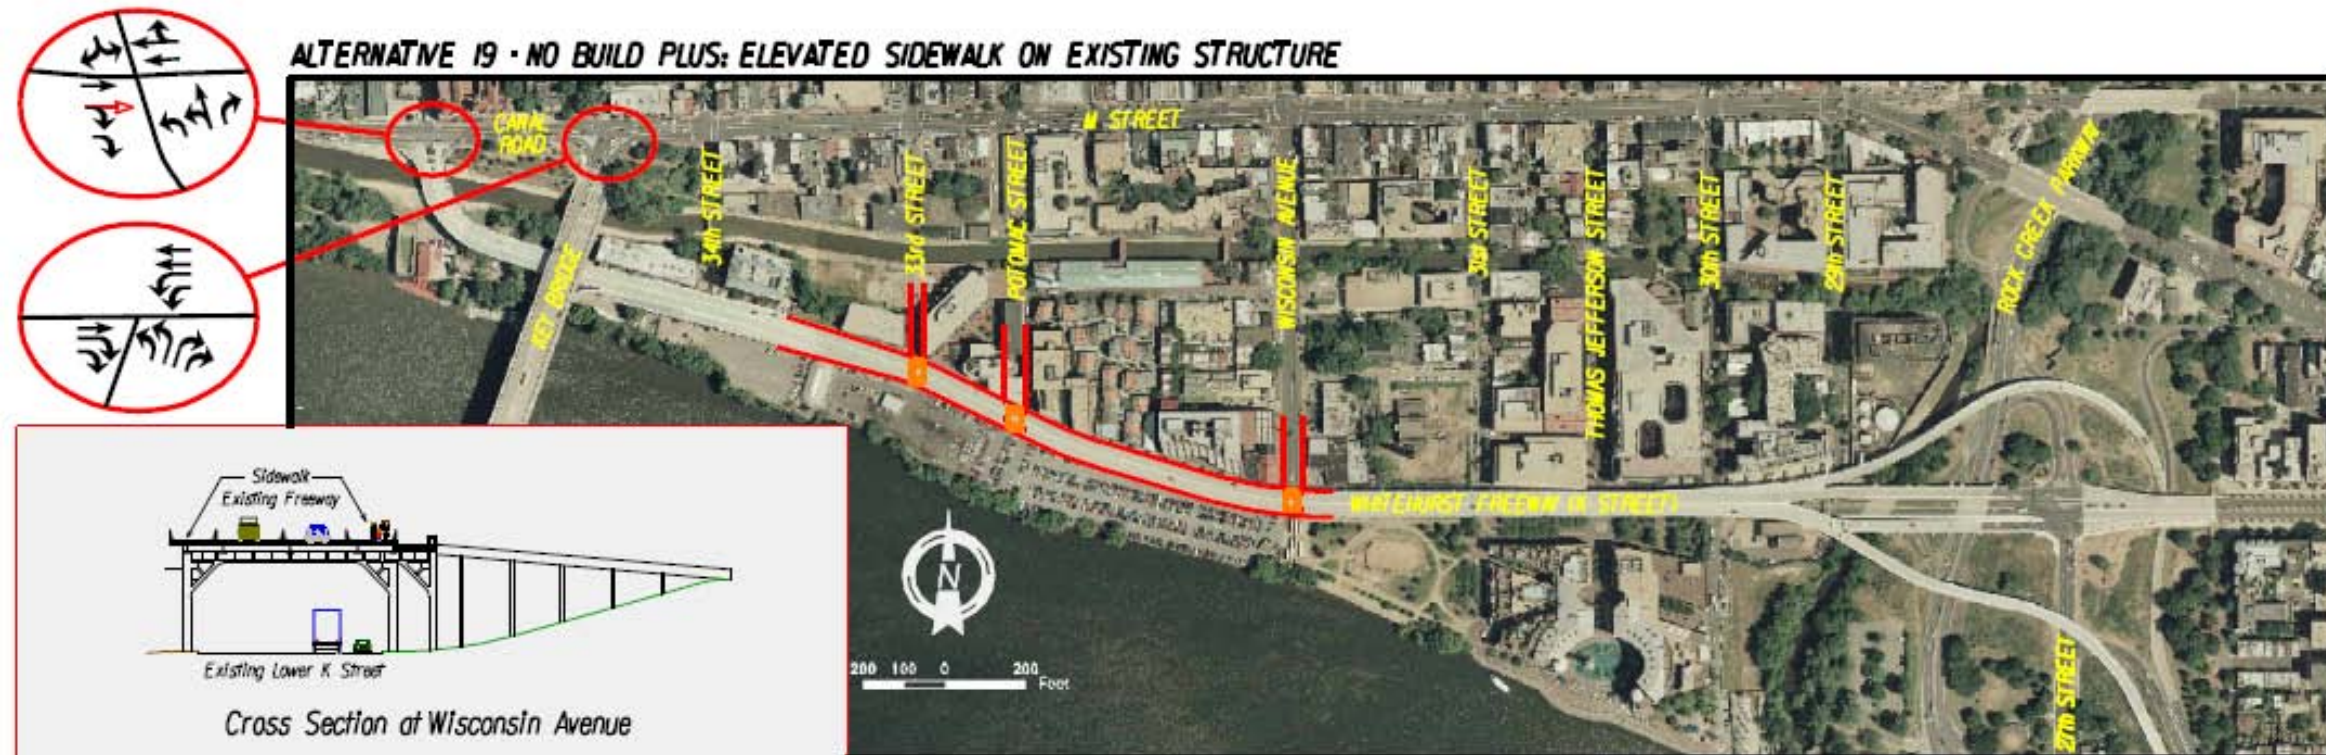 ALTERNATIVE 19 - NO BUILD PLUS: ELEVATED SIDEWALK ON EXISTING STRUCTURE
CANAL
ROAD
M STREET
34th STREET
33rd STREET
POTOMAC STREET
WISCONSIN AVENUE
31st STREET
THOMAS JEFFERSON STREET
30th STREET
29th STREET
ROCK CREEK PARKWAY
KEY BRIDGE
WHITEHURST FREEWAY (K STREET)
27th STREET
Sidewalk
Existing Freeway
Existing Lower K Street
Cross Section at Wisconsin Avenue
N
200 100 0 200
Feet